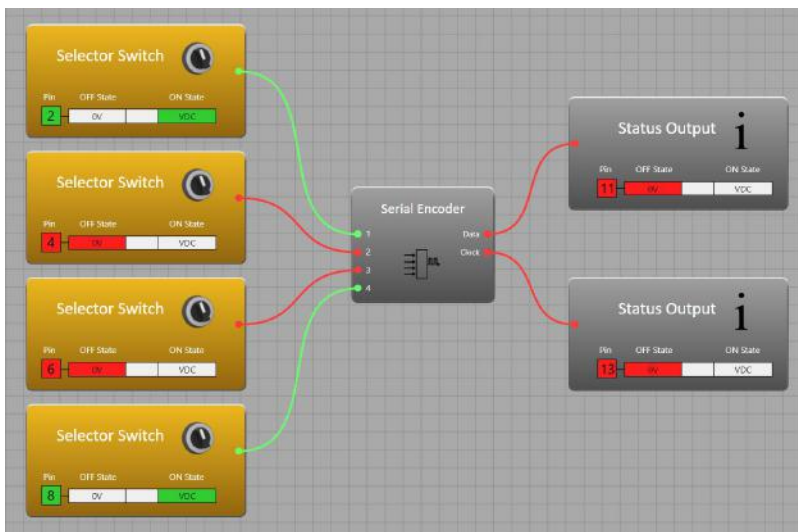 Selector Switch
Pin OFF State ON State
2 0V VDC
Selector Switch
Pin OFF State ON State
4 0V VDC
Selector Switch
Pin OFF State ON State
6 0V VDC
Selector Switch
Pin OFF State ON State
8 0V VDC
Serial Encoder
1 Data
2 Clock
3
4
Status Output i
Pin OFF State ON State
11 0V VDC
Status Output i
Pin OFF State ON State
13 0V VDC